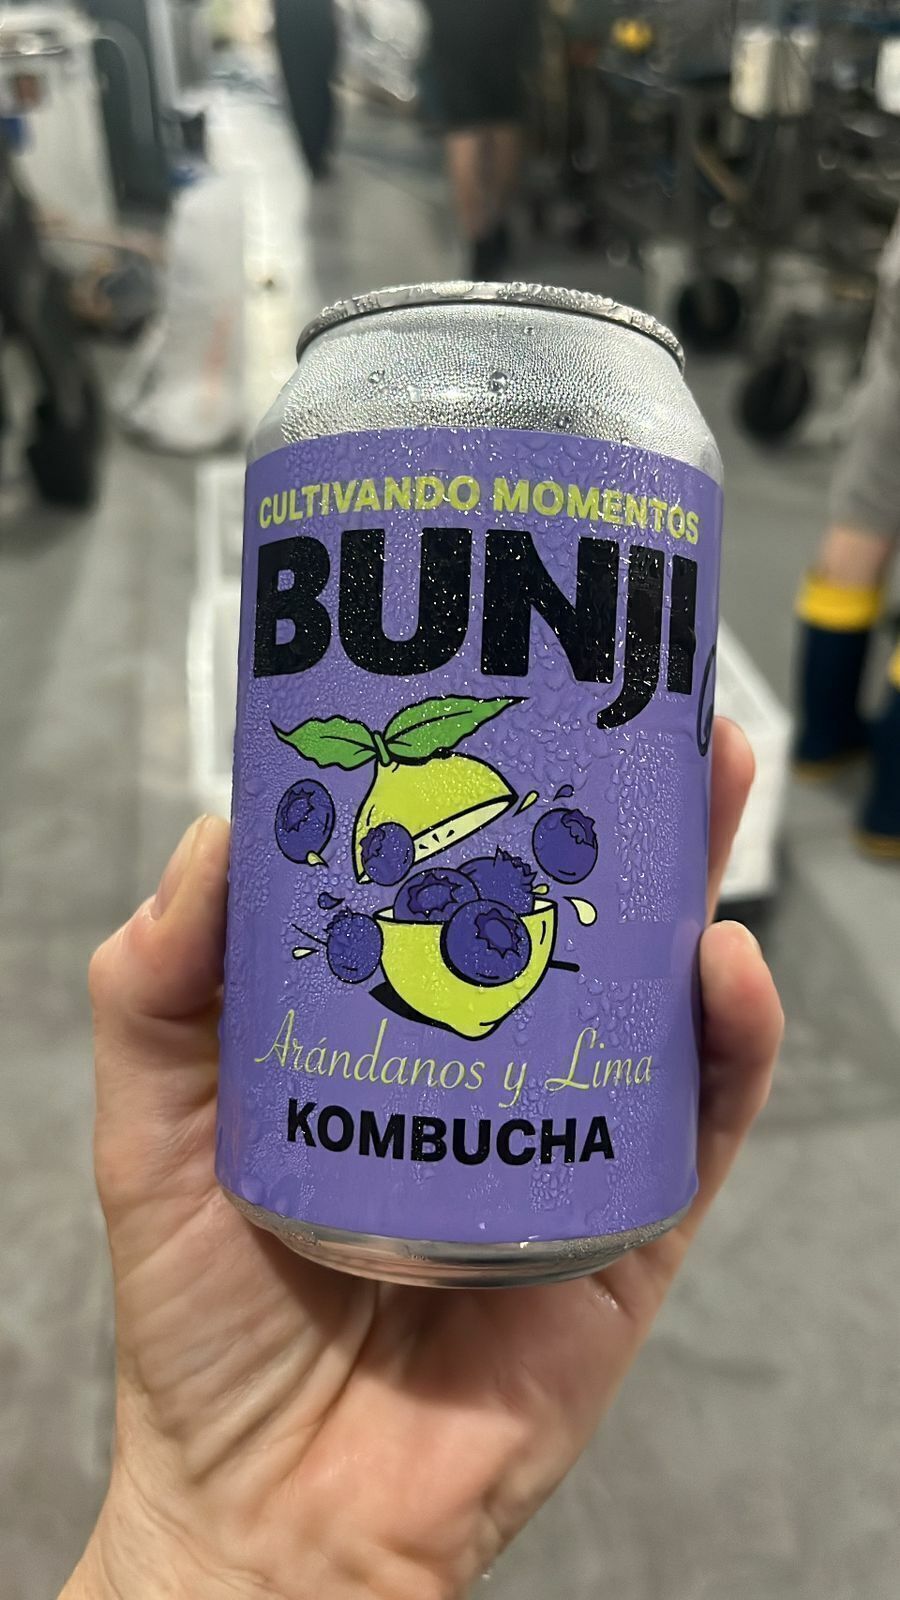 CULTIVANDO MOMENTOS
BUNJI
Arándanos y Lima
KOMBUCHA